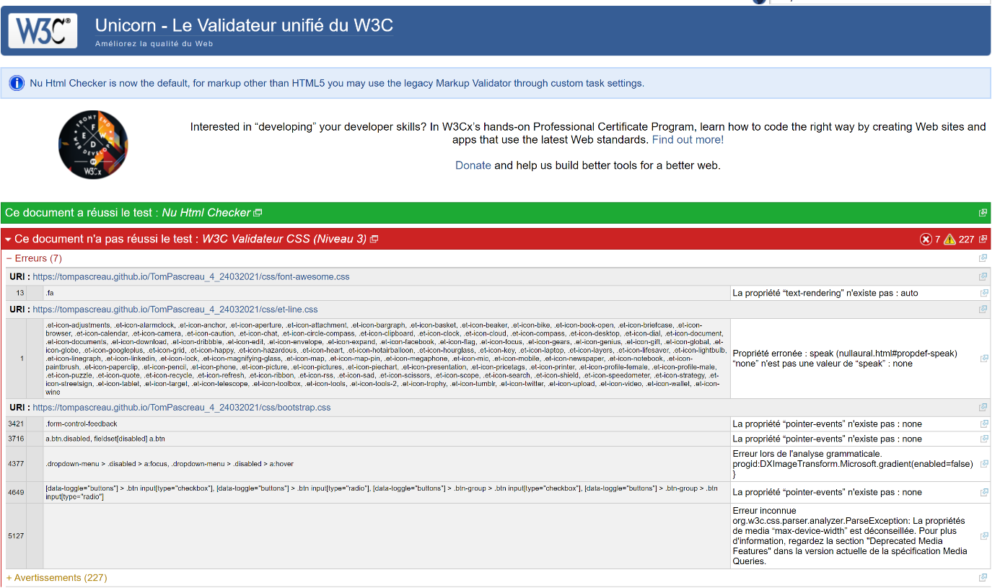 W3C®
Unicorn - Le Validateur unifié du W3C
Améliorez la qualité du Web
Nu Html Checker is now the default, for markup other than HTML5 you may use the legacy Markup Validator through custom task settings.
FRONT END
F
E W
D
WEB DEVELOPER
W3Cx
Interested in “developing” your developer skills? In W3Cx’s hands-on Professional Certificate Program, learn how to code the right way by creating Web sites and
apps that use the latest Web standards. Find out more!
Donate and help us build better tools for a better web.
Ce document a réussi le test : Nu Html Checker
Ce document n'a pas réussi le test : W3C Validateur CSS (Niveau 3) 7 227
− Erreurs (7)
URI : https://tompascreau.github.io/TomPascreau_4_24032021/css/font-awesome.css
13 .fa La propriété “text-rendering” n'existe pas : auto
URI : https://tompascreau.github.io/TomPascreau_4_24032021/css/et-line.css
1
.et-icon-adjustments, .et-icon-alarmclock, .et-icon-anchor, .et-icon-aperture, .et-icon-attachment, .et-icon-bargraph, .et-icon-basket, .et-icon-beaker, .et-icon-bike, .et-icon-book-open, .et-icon-briefcase, .et-icon-
browser, .et-icon-calendar, .et-icon-camera, .et-icon-caution, .et-icon-chat, .et-icon-circle-compass, .et-icon-clipboard, .et-icon-clock, .et-icon-cloud, .et-icon-compass, .et-icon-desktop, .et-icon-dial, .et-icon-document,
.et-icon-documents, .et-icon-download, .et-icon-dribbble, .et-icon-edit, .et-icon-envelope, .et-icon-expand, .et-icon-facebook, .et-icon-flag, .et-icon-focus, .et-icon-gears, .et-icon-genius, .et-icon-gift, .et-icon-global,
.et-icon-globe, .et-icon-googleplus, .et-icon-grid, .et-icon-happy, .et-icon-hazardous, .et-icon-heart, .et-icon-hotairballoon, .et-icon-hourglass, .et-icon-key, .et-icon-laptop, .et-icon-layers, .et-icon-lifesaver, .et-icon-lightbulb,
.et-icon-linegraph, .et-icon-linkedin, .et-icon-lock, .et-icon-magnifying-glass, .et-icon-map, .et-icon-map-pin, .et-icon-megaphone, .et-icon-mic, .et-icon-mobile, .et-icon-newspaper, .et-icon-notebook, .et-icon-
paintbrush, .et-icon-paperclip, .et-icon-pencil, .et-icon-phone, .et-icon-picture, .et-icon-pictures, .et-icon-piechart, .et-icon-presentation, .et-icon-pricetags, .et-icon-printer, .et-icon-profile-female, .et-icon-profile-male,
.et-icon-puzzle, .et-icon-quote, .et-icon-recycle, .et-icon-refresh, .et-icon-ribbon, .et-icon-rss, .et-icon-sad, .et-icon-scissors, .et-icon-scope, .et-icon-search, .et-icon-shield, .et-icon-speedometer, .et-icon-strategy, .et-
icon-streetsign, .et-icon-tablet, .et-icon-target, .et-icon-telescope, .et-icon-toolbox, .et-icon-tools, .et-icon-tools-2, .et-icon-trophy, .et-icon-tumblr, .et-icon-twitter, .et-icon-upload, .et-icon-video, .et-icon-wallet, .et-icon-
wine
Propriété erronée : speak (nullaural.html#propdef-speak)
“none” n'est pas une valeur de “speak” : none
URI : https://tompascreau.github.io/TomPascreau_4_24032021/css/bootstrap.css
3421 .form-control-feedback La propriété “pointer-events” n'existe pas : none
3716 a.btn.disabled, fieldset[disabled] a.btn La propriété “pointer-events” n'existe pas : none
4377 .dropdown-menu > .disabled > a:focus, .dropdown-menu > .disabled > a:hover
Erreur lors de l'analyse grammaticale.
progid:DXImageTransform.Microsoft.gradient(enabled=false)
}
4649
[data-toggle="buttons"] > .btn input[type="checkbox"], [data-toggle="buttons"] > .btn input[type="radio"], [data-toggle="buttons"] > .btn-group > .btn input[type="checkbox"], [data-toggle="buttons"] > .btn-group > .btn
input[type="radio"]
La propriété “pointer-events” n'existe pas : none
5127
Erreur inconnue
org.w3c.css.parser.analyzer.ParseException: La propriétés
de media “max-device-width” est déconseillée. Pour plus
d'information, regardez la section "Deprecated Media
Features" dans la version actuelle de la spécification Media
Queries.
+ Avertissements (227)